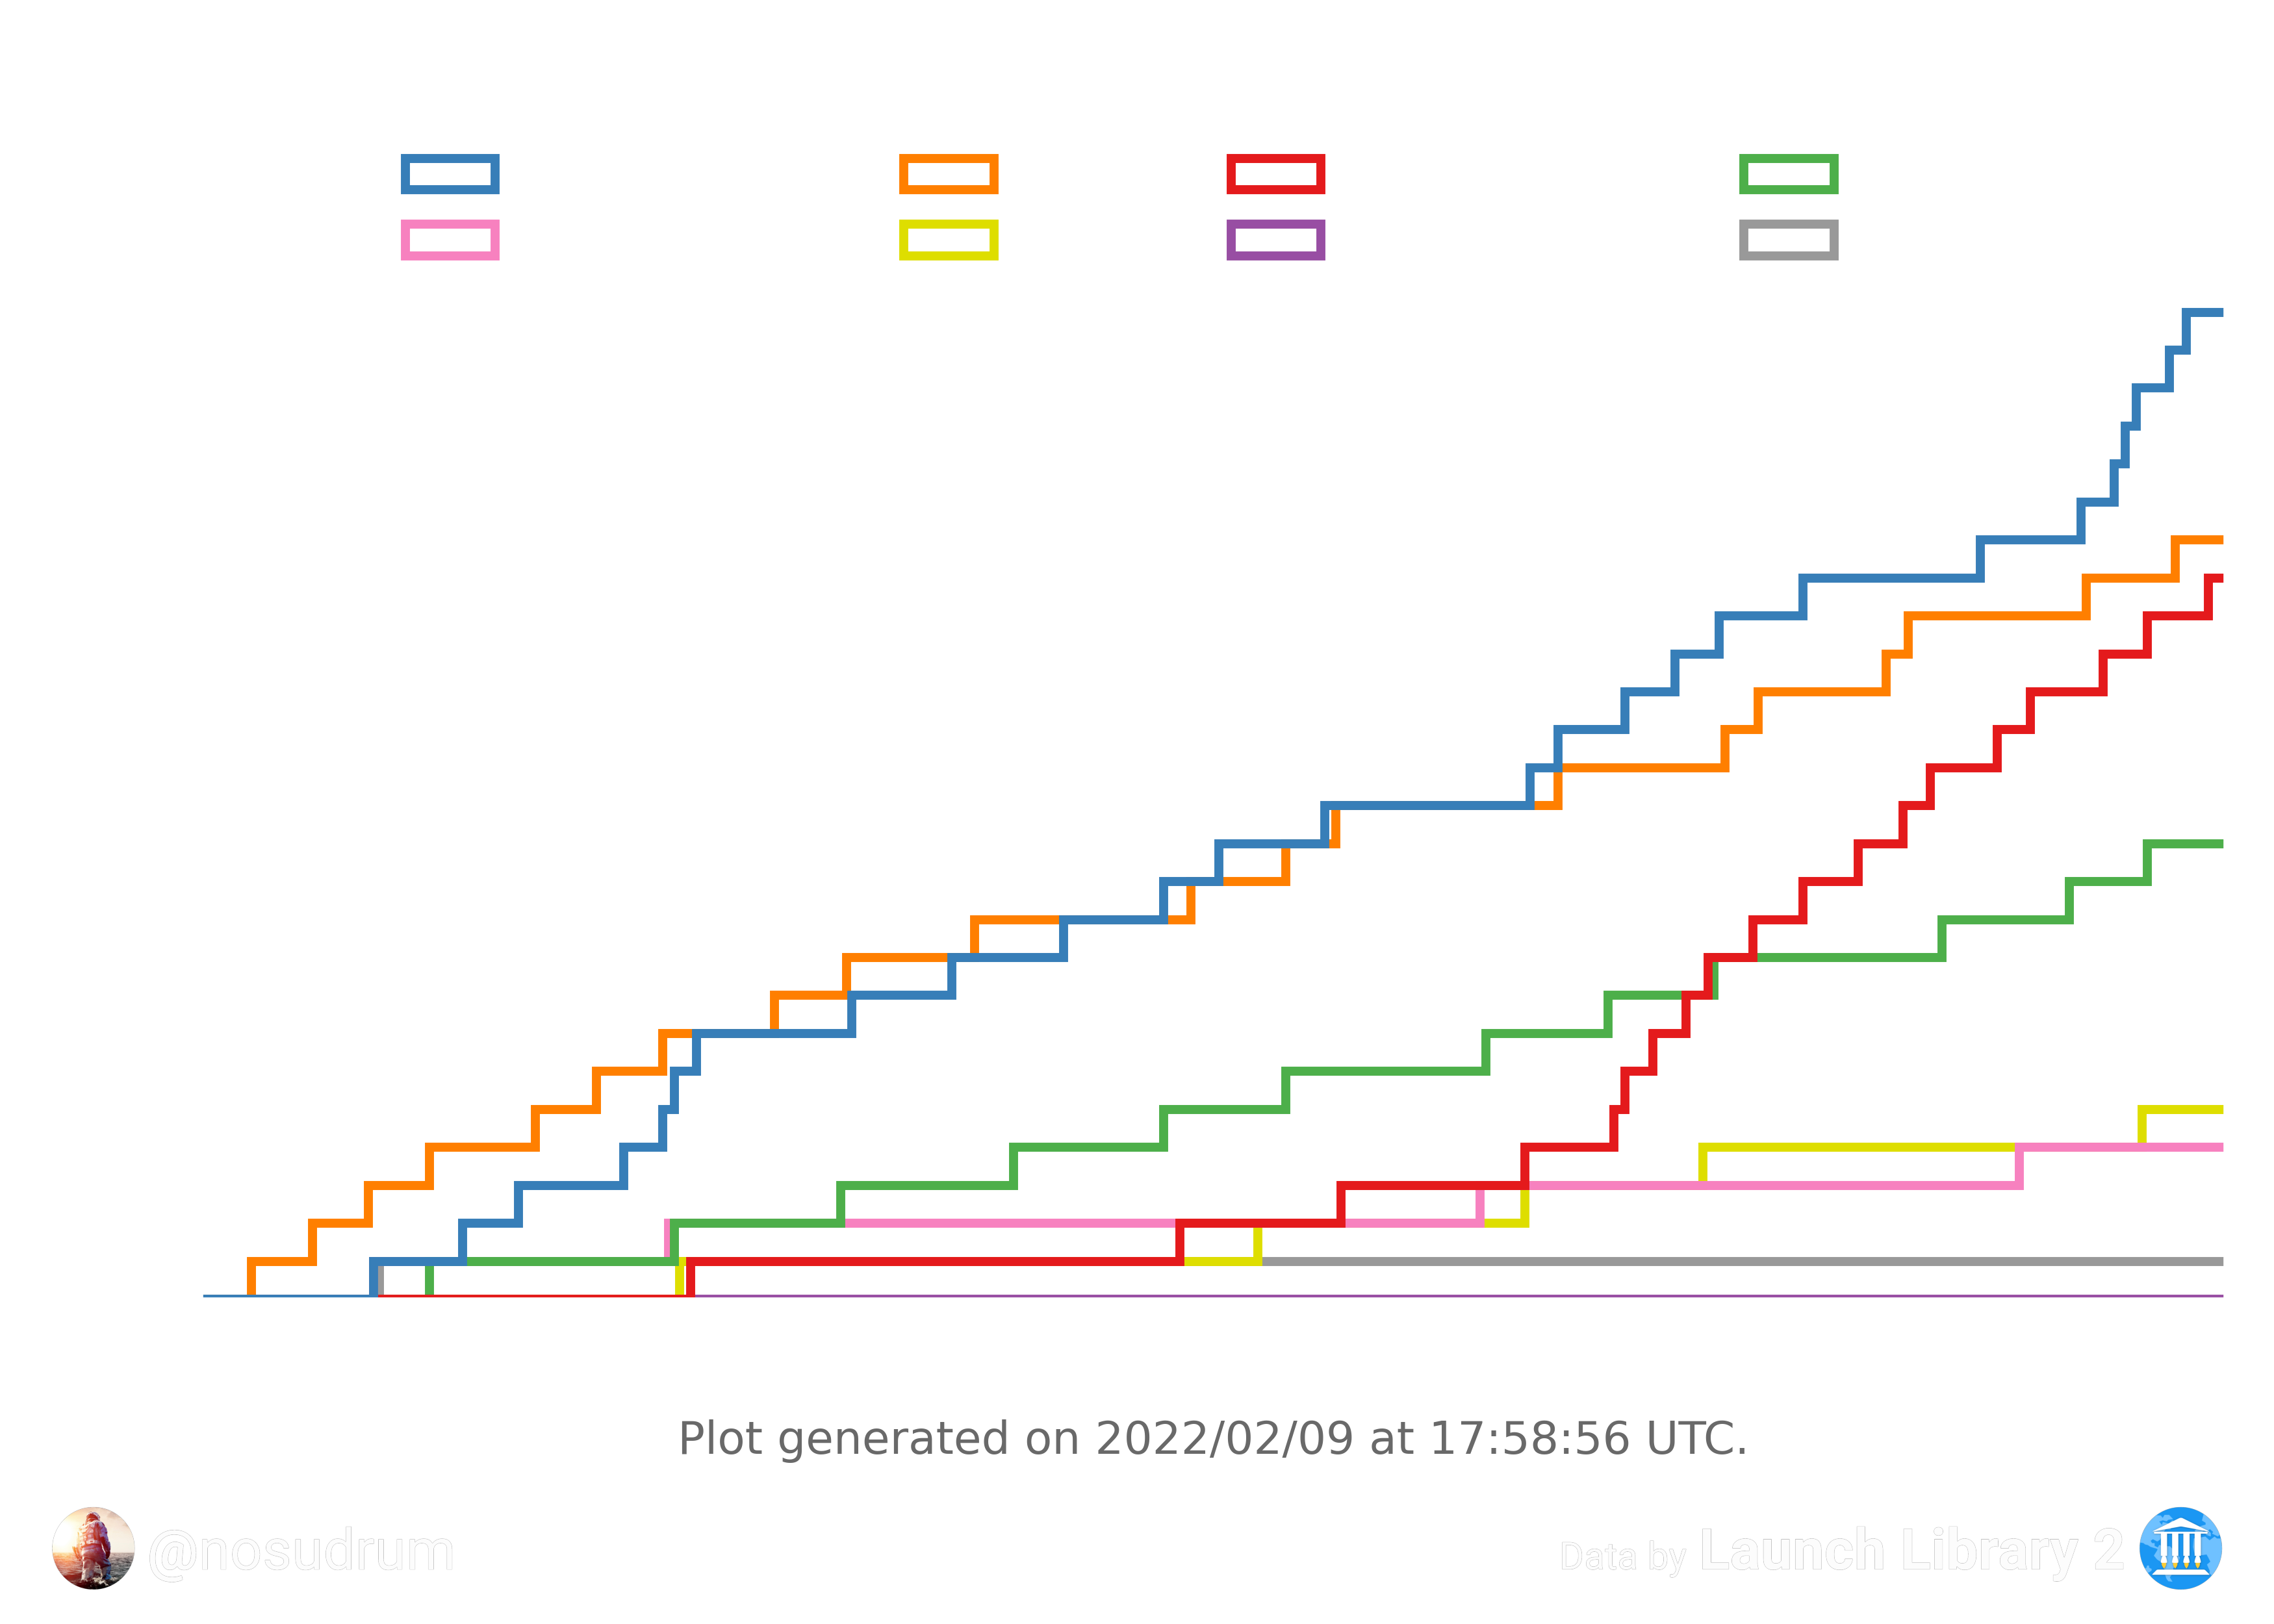 Plot generated on 2022/02/09 at 17:58:56 UTC.
@nosudrum
Data by Launch Library 2